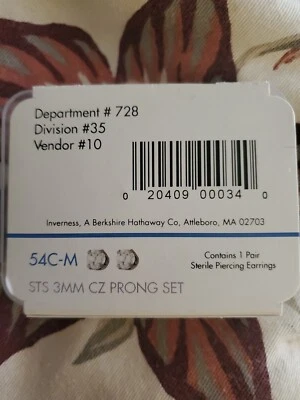 Department # 728
Division #35
Vendor #10
0 20409 00034 0
Inverness, A Berkshire Hathaway Co, Attleboro, MA 02703
54C-M
Contains 1 Pair
Sterile Piercing Earrings
STS 3MM CZ PRONG SET